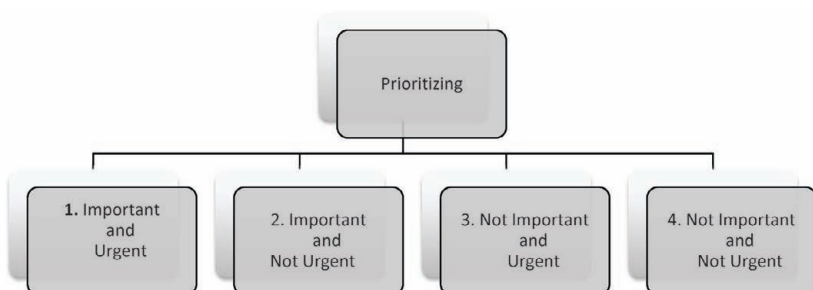 Prioritizing
1. Important
and
Urgent
2. Important
and
Not Urgent
3. Not Important
and
Urgent
4. Not Important
and
Not Urgent